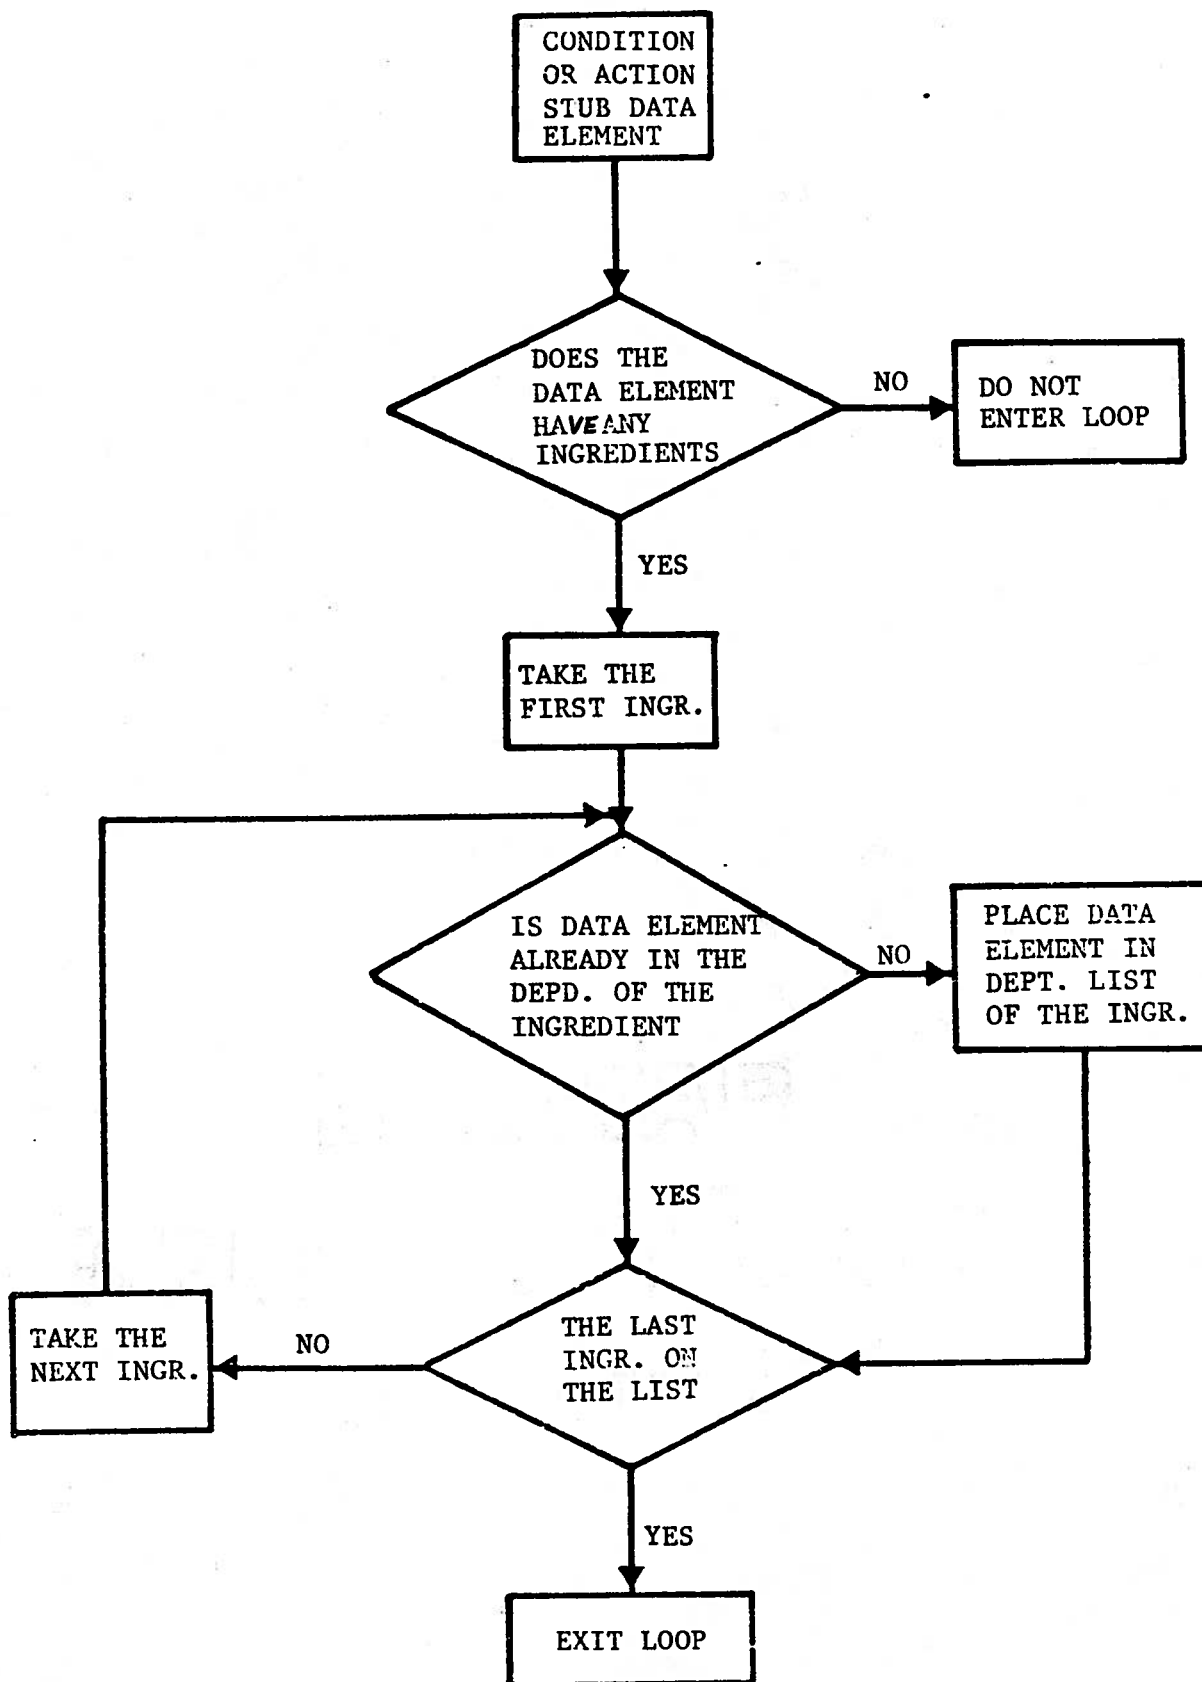 CONDITION
OR ACTION
STUB DATA
ELEMENT
DOES THE
DATA ELEMENT
HAVE ANY
INGREDIENTS
NO
DO NOT
ENTER LOOP
YES
TAKE THE
FIRST INGR.
IS DATA ELEMENT
ALREADY IN THE
DEPD. OF THE
INGREDIENT
NO
PLACE DATA
ELEMENT IN
DEPT. LIST
OF THE INGR.
YES
THE LAST
INGR. ON
THE LIST
NO
TAKE THE
NEXT INGR.
YES
EXIT LOOP